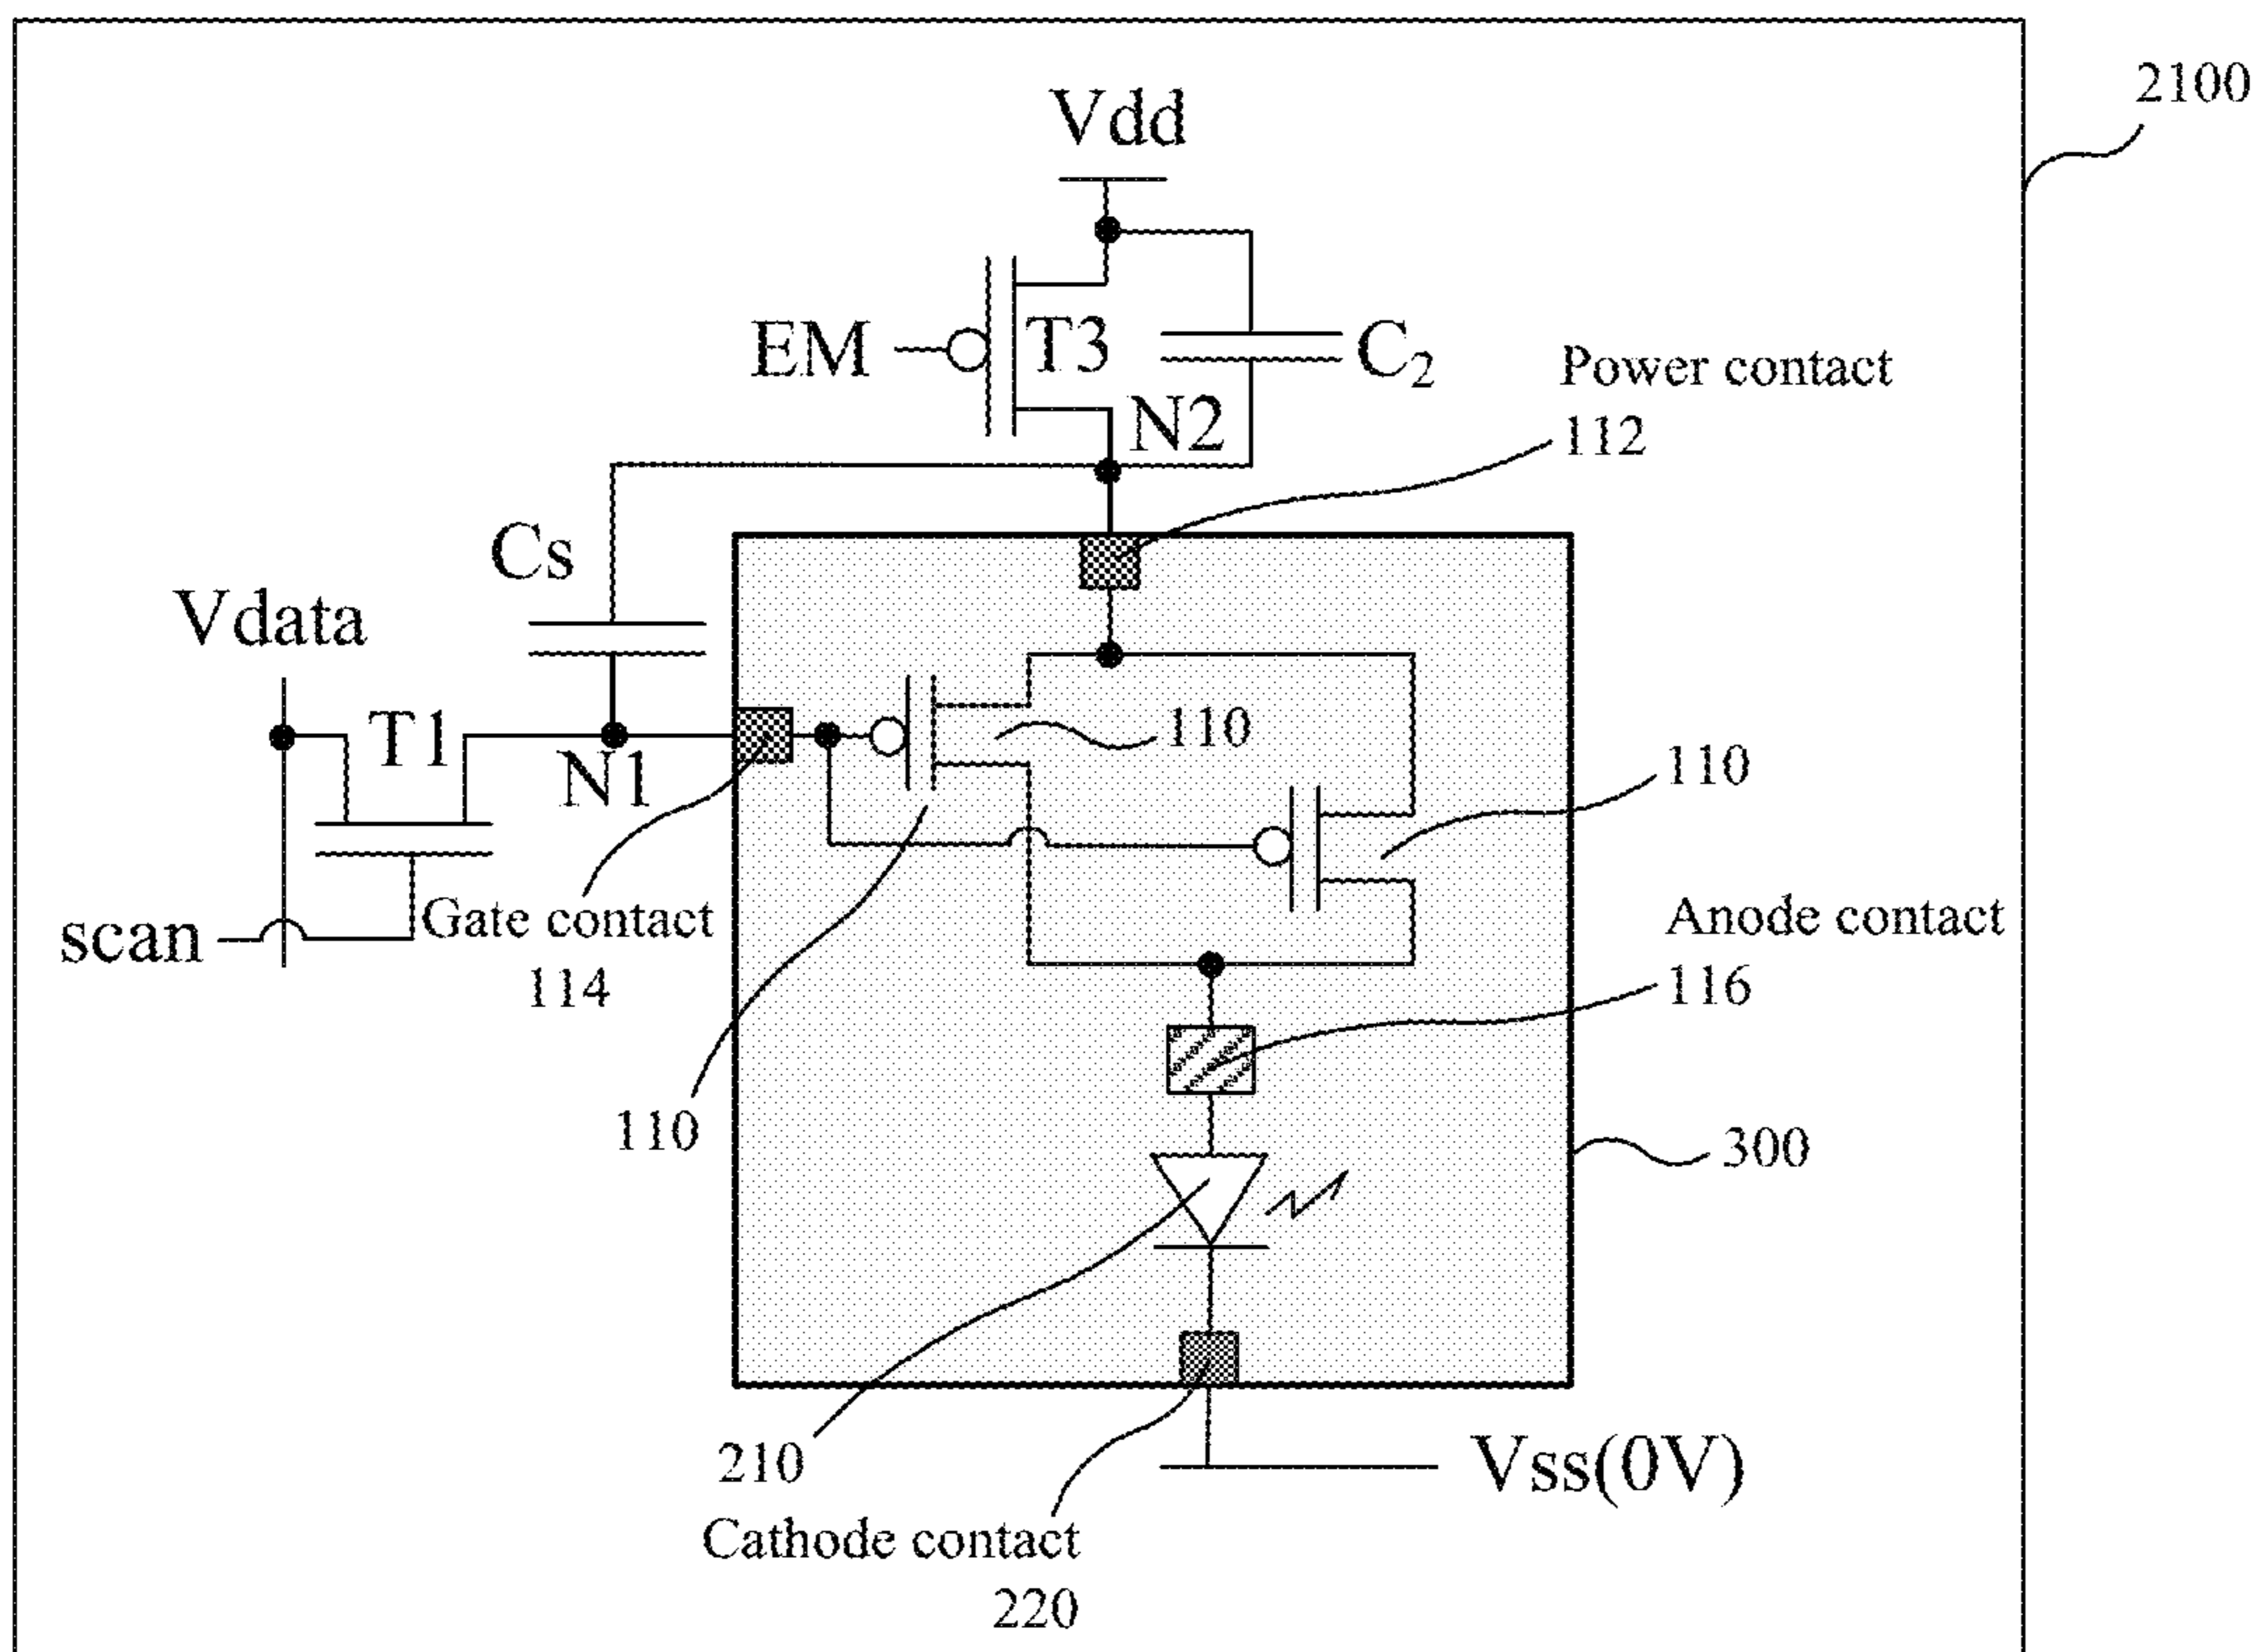 2100
Vdd
EM
T3
C₂
Power contact
112
N2
Cs
Vdata
T1
N1
110
110
Gate contact
114
scan
Anode contact
116
110
300
210
Vss(0V)
Cathode contact
220